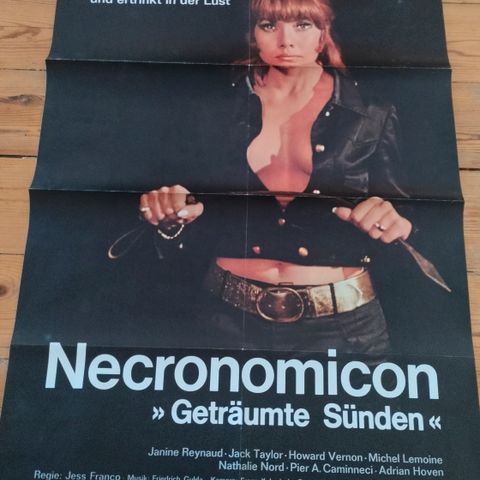 und ertrinkt in der Lust
Necronomicon
» Geträumte Sünden «
Janine Reynaud · Jack Taylor · Howard Vernon · Michel Lemoine
Nathalie Nord · Pier A. Caminneci · Adrian Hoven
Regie: Jess Franco · Musik: Friedrich Gulda ·